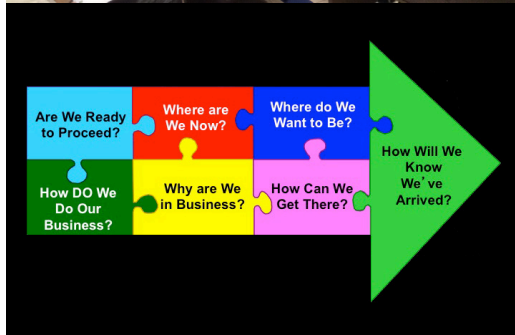 Are We Ready
to Proceed?
Where are
We Now?
Where do We
Want to Be?
How DO We
Do Our
Business?
Why are We
in Business?
How Can We
Get There?
How Will We
Know
We've
Arrived?